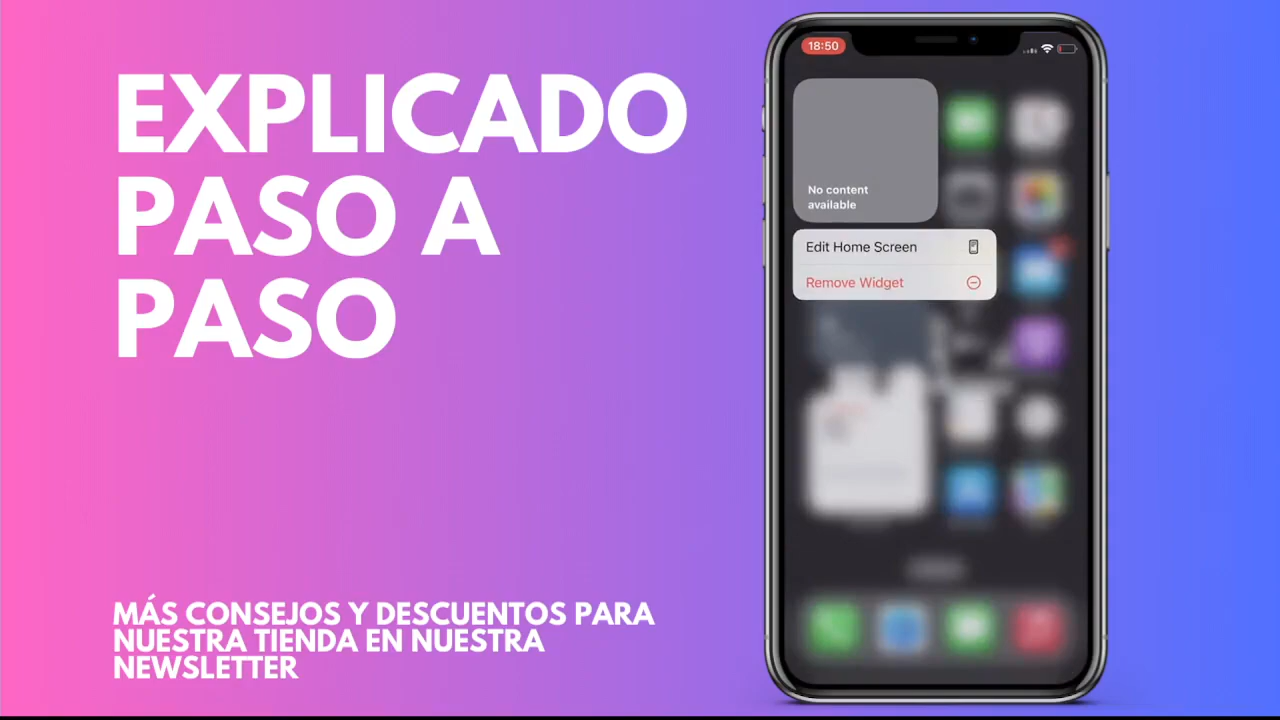 EXPLICADO
PASO A
PASO
MÁS CONSEJOS Y DESCUENTOS PARA
NUESTRA TIENDA EN NUESTRA
NEWSLETTER
18:50
No content
available
Edit Home Screen
Remove Widget